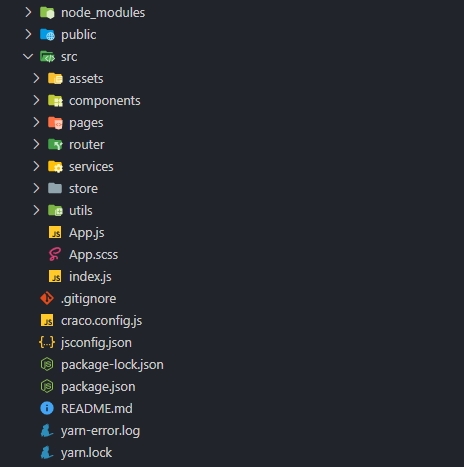 node_modules
public
src
assets
components
pages
router
services
store
utils
App.js
App.scss
index.js
.gitignore
craco.config.js
jsconfig.json
package-lock.json
package.json
README.md
yarn-error.log
yarn.lock